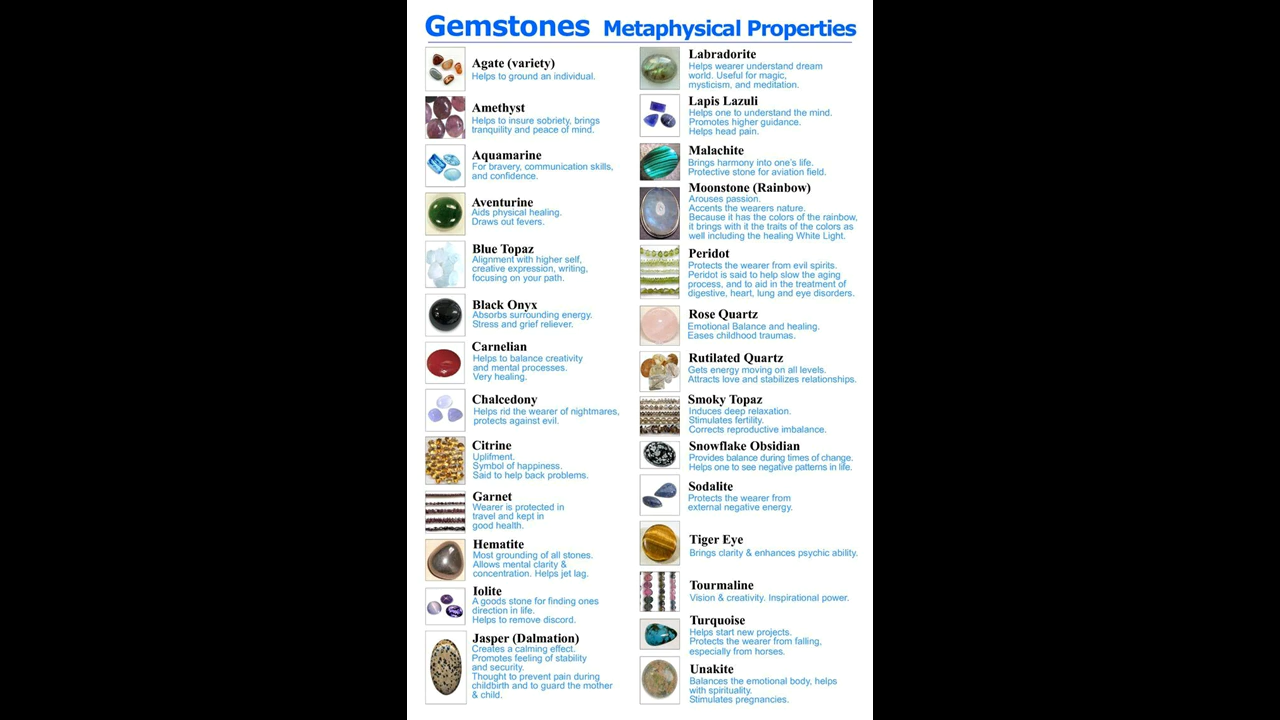 Gemstones Metaphysical Properties
Agate (variety)
Helps to ground an individual.
Amethyst
Helps to insure sobriety, brings
tranquility and peace of mind.
Aquamarine
For bravery, communication skills,
and confidence.
Aventurine
Aids physical healing.
Draws out fevers.
Blue Topaz
Alignment with higher self,
creative expression, writing,
focusing on your path.
Black Onyx
Absorbs surrounding energy.
Stress and grief reliever.
Carnelian
Helps to balance creativity
and mental processes.
Very healing.
Chalcedony
Helps rid the wearer of nightmares,
protects against evil.
Citrine
Uplifment.
Symbol of happiness.
Said to help back problems.
Garnet
Wearer is protected in
travel and kept in
good health.
Hematite
Most grounding of all stones.
Allows mental clarity &
concentration. Helps jet lag.
Iolite
A goods stone for finding ones
direction in life.
Helps to remove discord.
Jasper (Dalmation)
Creates a calming effect.
Promotes feeling of stability
and security.
Thought to prevent pain during
childbirth and to guard the mother
& child.
Labradorite
Helps wearer understand dream
world. Useful for magic,
mysticism, and meditation.
Lapis Lazuli
Helps one to understand the mind.
Promotes higher guidance.
Helps head pain.
Malachite
Brings harmony into one's life.
Protective stone for aviation field.
Moonstone (Rainbow)
Arouses passion.
Accents the wearers nature.
Because it has the colors of the rainbow,
it brings with it the traits of the colors as
well including the healing White Light.
Peridot
Protects the wearer from evil spirits.
Peridot is said to help slow the aging
process, and to aid in the treatment of
digestive, heart, lung and eye disorders.
Rose Quartz
Emotional Balance and healing.
Eases childhood traumas.
Rutilated Quartz
Gets energy moving on all levels.
Attracts love and stabilizes relationships.
Smoky Topaz
Induces deep relaxation.
Stimulates fertility.
Corrects reproductive imbalance.
Snowflake Obsidian
Provides balance during times of change.
Helps one to see negative patterns in life.
Sodalite
Protects the wearer from
external negative energy.
Tiger Eye
Brings clarity & enhances psychic ability.
Tourmaline
Vision & creativity. Inspirational power.
Turquoise
Helps start new projects.
Protects the wearer from falling,
especially from horses.
Unakite
Balances the emotional body, helps
with spirituality.
Stimulates pregnancies.